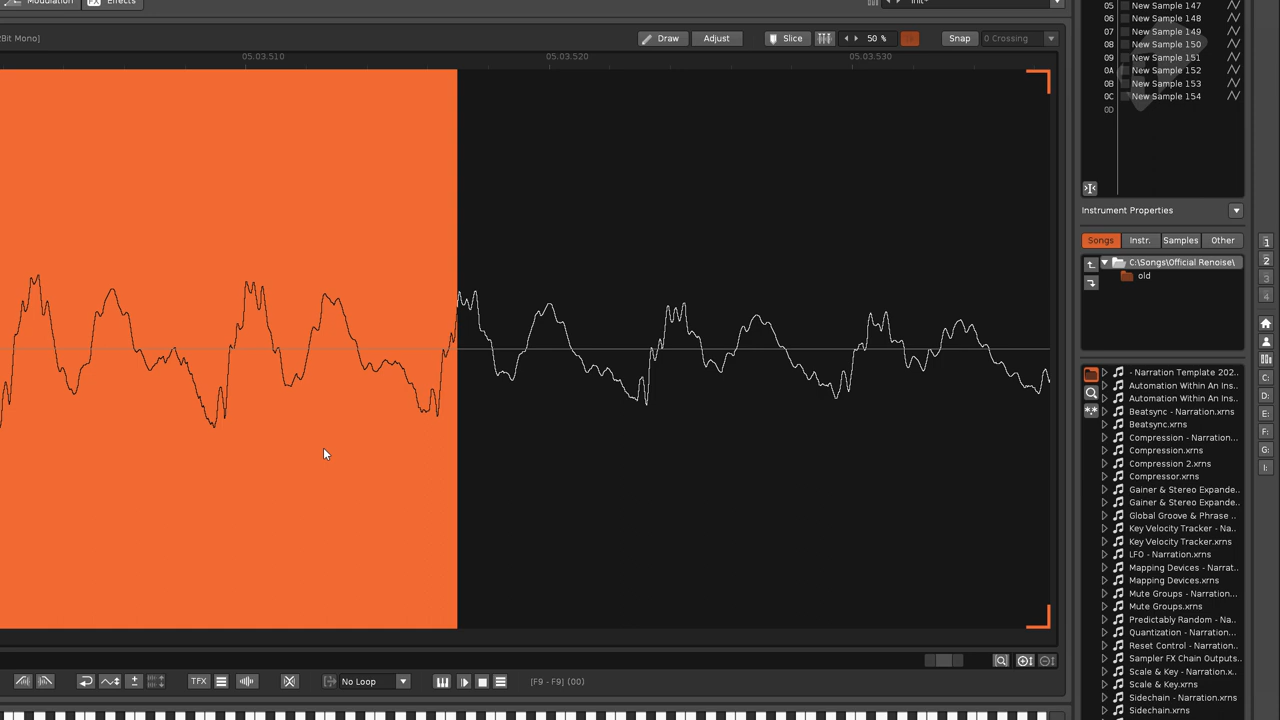 Modulation FX Effects Init*
2Bit Mono] Draw Adjust Slice 50 % Snap 0 Crossing
05.03.510 05.03.520 05.03.530
05 New Sample 147
06 New Sample 148
07 New Sample 149
08 New Sample 150
09 New Sample 151
0A New Sample 152
0B New Sample 153
0C New Sample 154
0D
Instrument Properties
Songs Instr. Samples Other
C:\Songs\Official Renoise\
old
1
2
3
4
C:
D:
E:
F:
G:
I:
- Narration Template 202..
Automation Within An Ins..
Automation Within An Ins..
Beatsync - Narration.xrns
Beatsync.xrns
Compression - Narration...
Compression.xrns
Compression 2.xrns
Compressor.xrns
Gainer & Stereo Expande..
Gainer & Stereo Expande..
Global Groove & Phrase ..
Key Velocity Tracker - Na..
Key Velocity Tracker.xrns
LFO - Narration.xrns
Mapping Devices - Narrat..
Mapping Devices.xrns
Mute Groups - Narration...
Mute Groups.xrns
Predictably Random - Na..
Quantization - Narration...
Reset Control - Narration...
Sampler FX Chain Outputs..
Scale & Key - Narration.x..
Scale & Key.xrns
Sidechain - Narration.xrns
Sidechain.xrns
TFX No Loop [F9 - F9] (00)